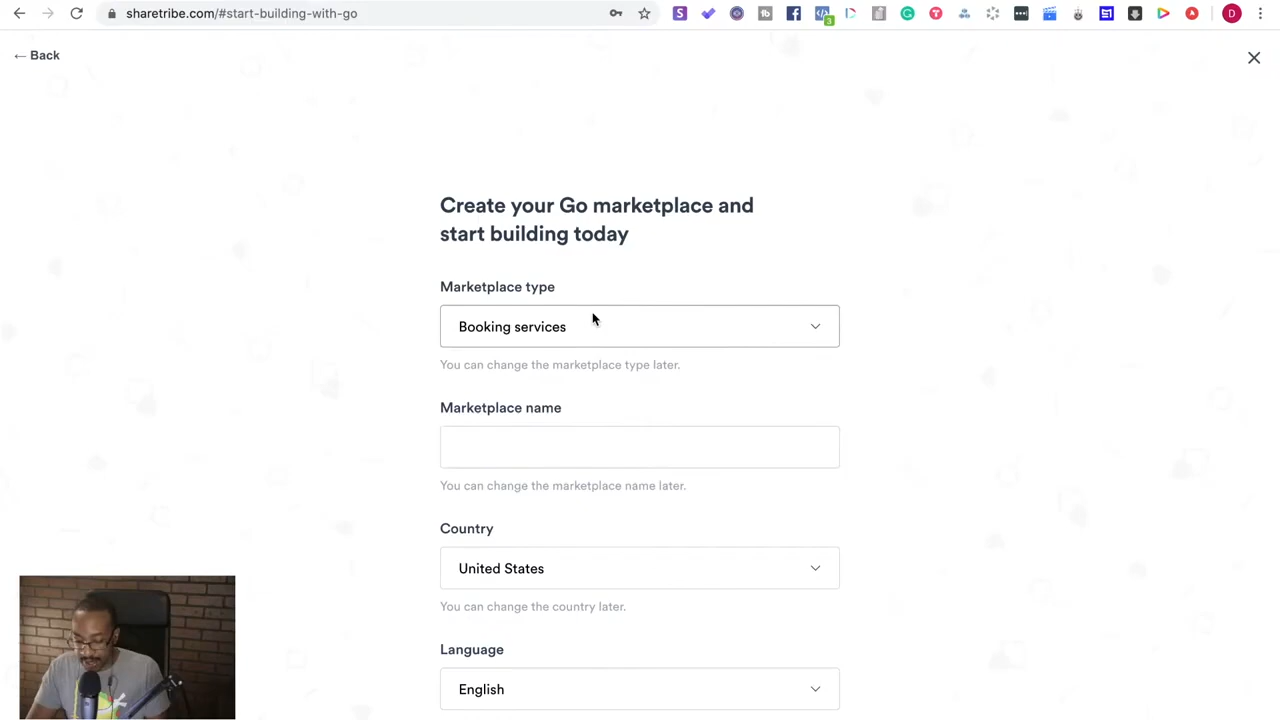 sharetribe.com/#start-building-with-go
S
3
T
D
← Back
Create your Go marketplace and
start building today
Marketplace type
Booking services
You can change the marketplace type later.
Marketplace name
You can change the marketplace name later.
Country
United States
You can change the country later.
Language
English